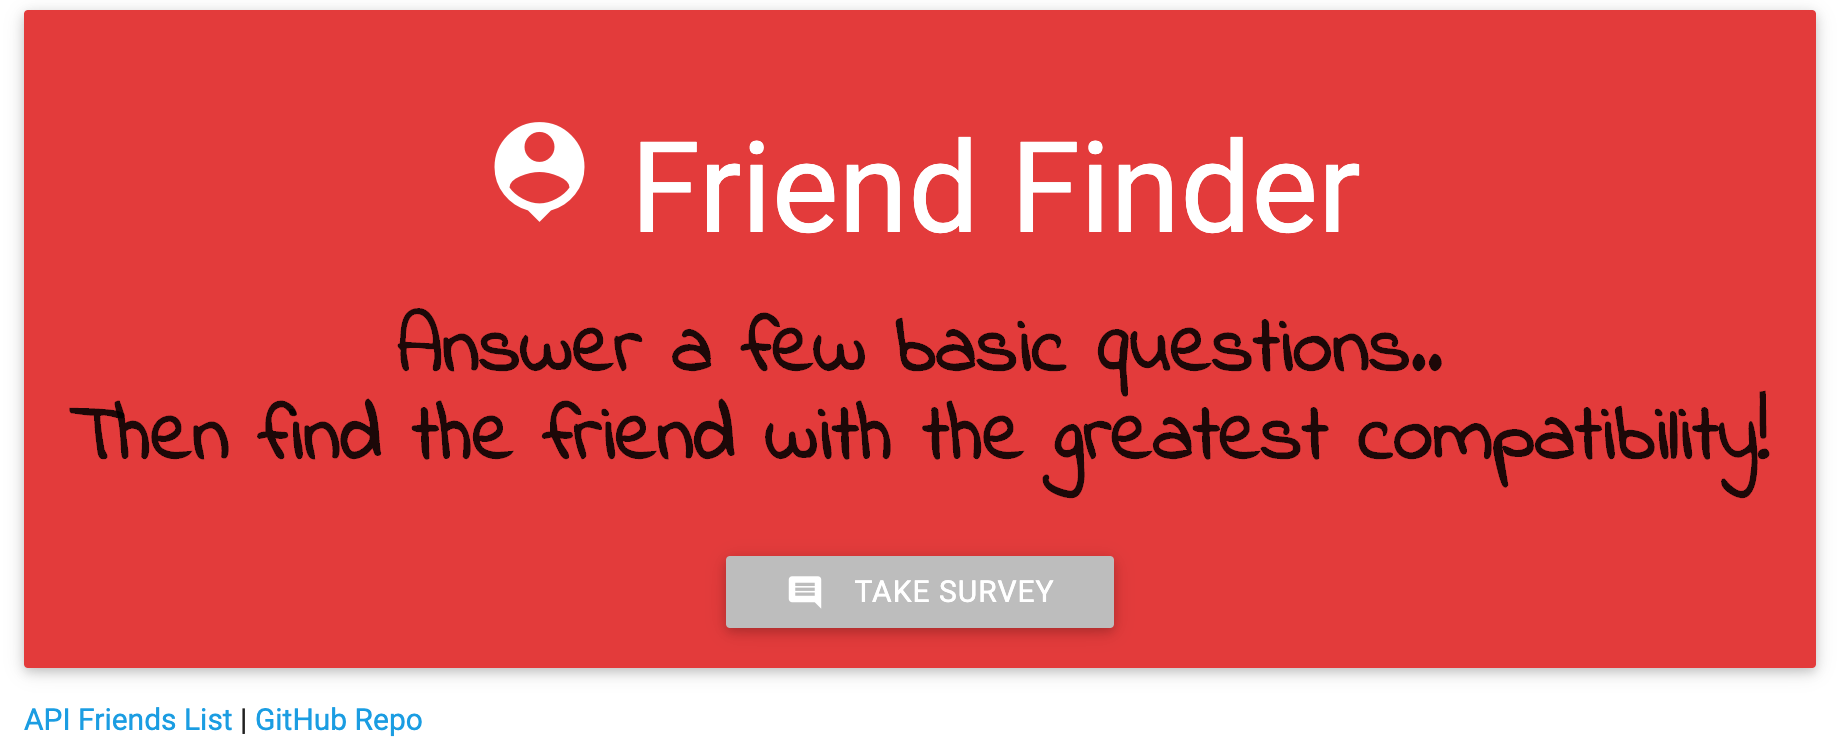 Friend Finder
Answer a few basic questions..
Then find the friend with the greatest compatibility!
TAKE SURVEY
API Friends List | GitHub Repo